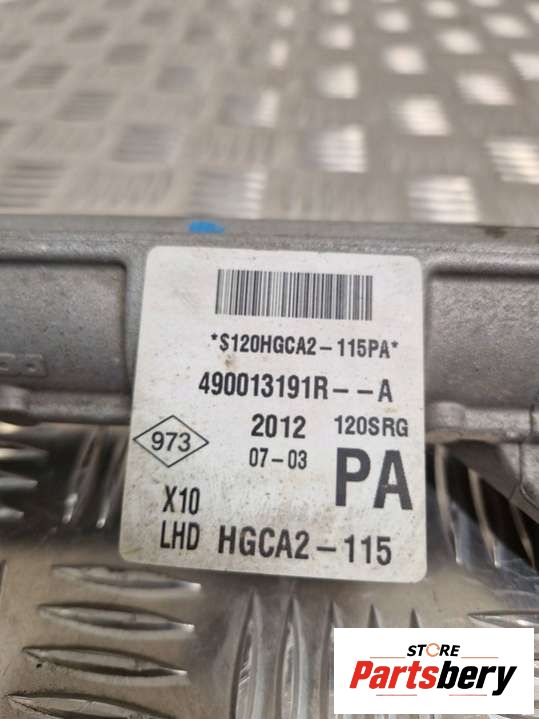 *S120HGCA2-115PA*
490013191R--A
2012 120SRG
973
07-03
PA
X10
LHD HGCA2-115
STORE
Partsbery